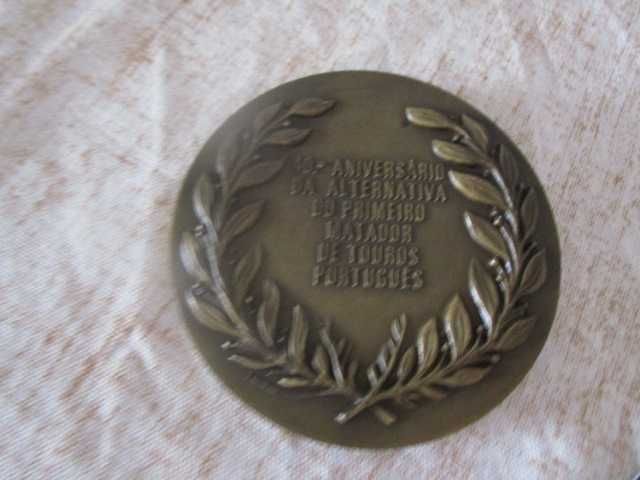 ANIVERSÁRIO
DA ALTERNATIVA
DO PRIMEIRO
MATADOR
DE TOUROS
PORTUGUÊS